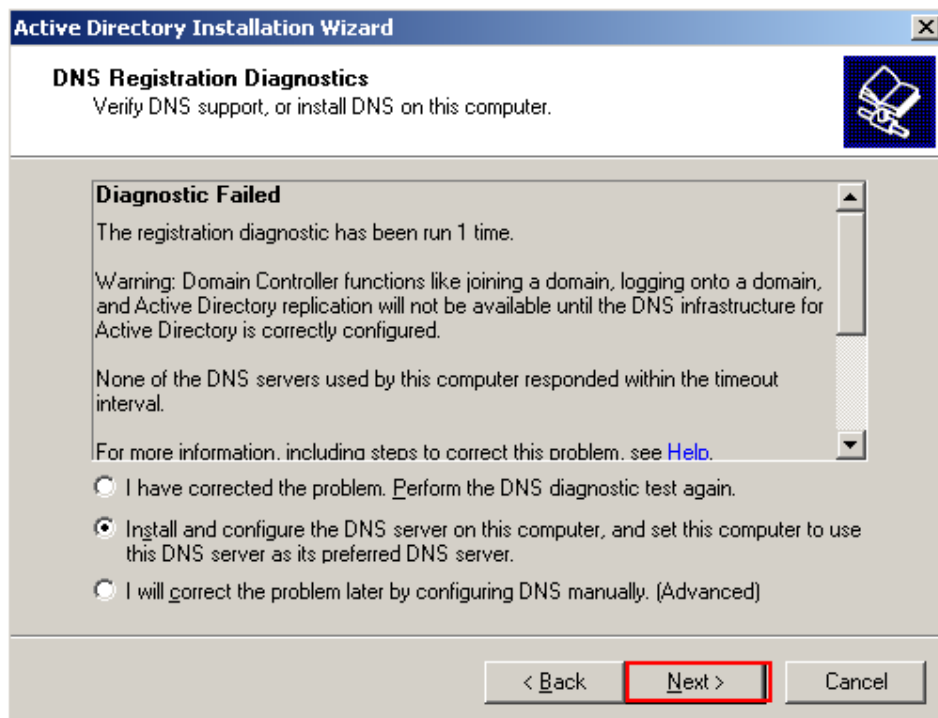 Active Directory Installation Wizard
DNS Registration Diagnostics
Verify DNS support, or install DNS on this computer.
Diagnostic Failed
The registration diagnostic has been run 1 time.
Warning: Domain Controller functions like joining a domain, logging onto a domain,
and Active Directory replication will not be available until the DNS infrastructure for
Active Directory is correctly configured.
None of the DNS servers used by this computer responded within the timeout
interval.
For more information, including steps to correct this problem, see Help.
I have corrected the problem. Perform the DNS diagnostic test again.
Install and configure the DNS server on this computer, and set this computer to use
this DNS server as its preferred DNS server.
I will correct the problem later by configuring DNS manually. (Advanced)
< Back
Next >
Cancel